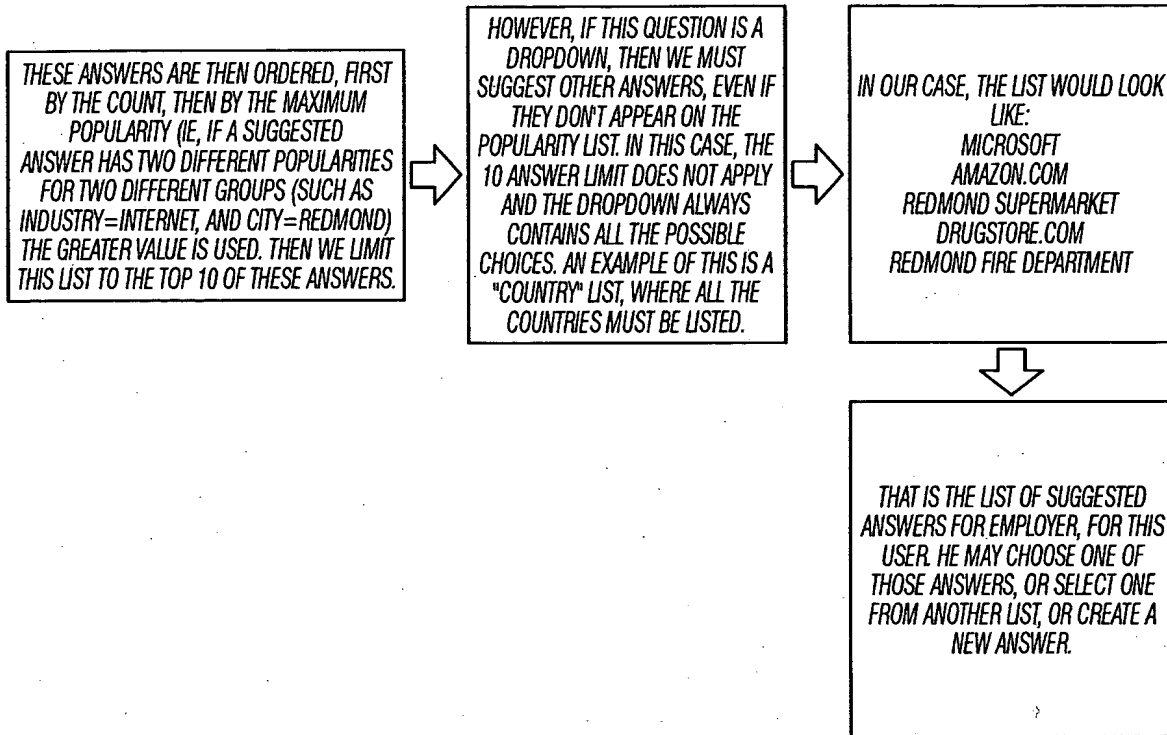 THESE ANSWERS ARE THEN ORDERED, FIRST
BY THE COUNT, THEN BY THE MAXIMUM
POPULARITY (IE, IF A SUGGESTED
ANSWER HAS TWO DIFFERENT POPULARITIES
FOR TWO DIFFERENT GROUPS (SUCH AS
INDUSTRY=INTERNET, AND CITY=REDMOND)
THE GREATER VALUE IS USED. THEN WE LIMIT
THIS LIST TO THE TOP 10 OF THESE ANSWERS.
HOWEVER, IF THIS QUESTION IS A
DROPDOWN, THEN WE MUST
SUGGEST OTHER ANSWERS, EVEN IF
THEY DON'T APPEAR ON THE
POPULARITY LIST. IN THIS CASE, THE
10 ANSWER LIMIT DOES NOT APPLY
AND THE DROPDOWN ALWAYS
CONTAINS ALL THE POSSIBLE
CHOICES. AN EXAMPLE OF THIS IS A
"COUNTRY" LIST, WHERE ALL THE
COUNTRIES MUST BE LISTED.
IN OUR CASE, THE LIST WOULD LOOK
LIKE:
MICROSOFT
AMAZON.COM
REDMOND SUPERMARKET
DRUGSTORE.COM
REDMOND FIRE DEPARTMENT
THAT IS THE LIST OF SUGGESTED
ANSWERS FOR EMPLOYER, FOR THIS
USER. HE MAY CHOOSE ONE OF
THOSE ANSWERS, OR SELECT ONE
FROM ANOTHER LIST, OR CREATE A
NEW ANSWER.